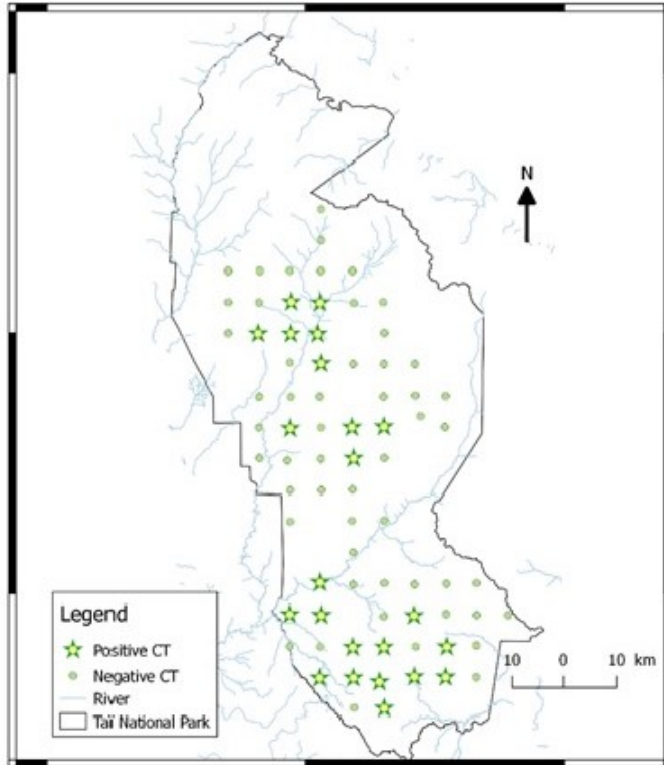 N
Legend
Positive CT
Negative CT
River
Taï National Park
10 0 10 km